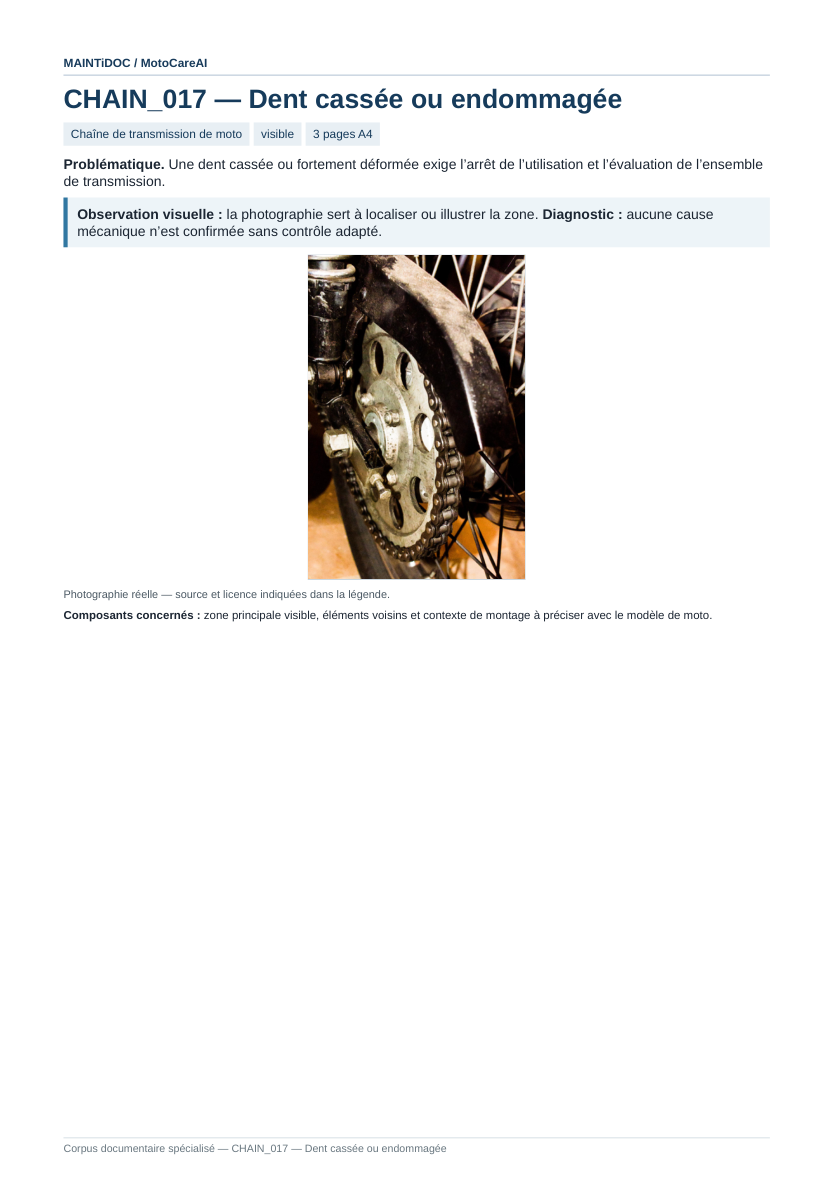 MAINTiDOC / MotoCareAI
CHAIN_017 — Dent cassée ou endommagée
Chaîne de transmission de moto visible 3 pages A4
Problématique. Une dent cassée ou fortement déformée exige l’arrêt de l’utilisation et l’évaluation de l’ensemble
de transmission.
Observation visuelle : la photographie sert à localiser ou illustrer la zone. Diagnostic : aucune cause
mécanique n’est confirmée sans contrôle adapté.
Photographie réelle — source et licence indiquées dans la légende.
Composants concernés : zone principale visible, éléments voisins et contexte de montage à préciser avec le modèle de moto.
Corpus documentaire spécialisé — CHAIN_017 — Dent cassée ou endommagée